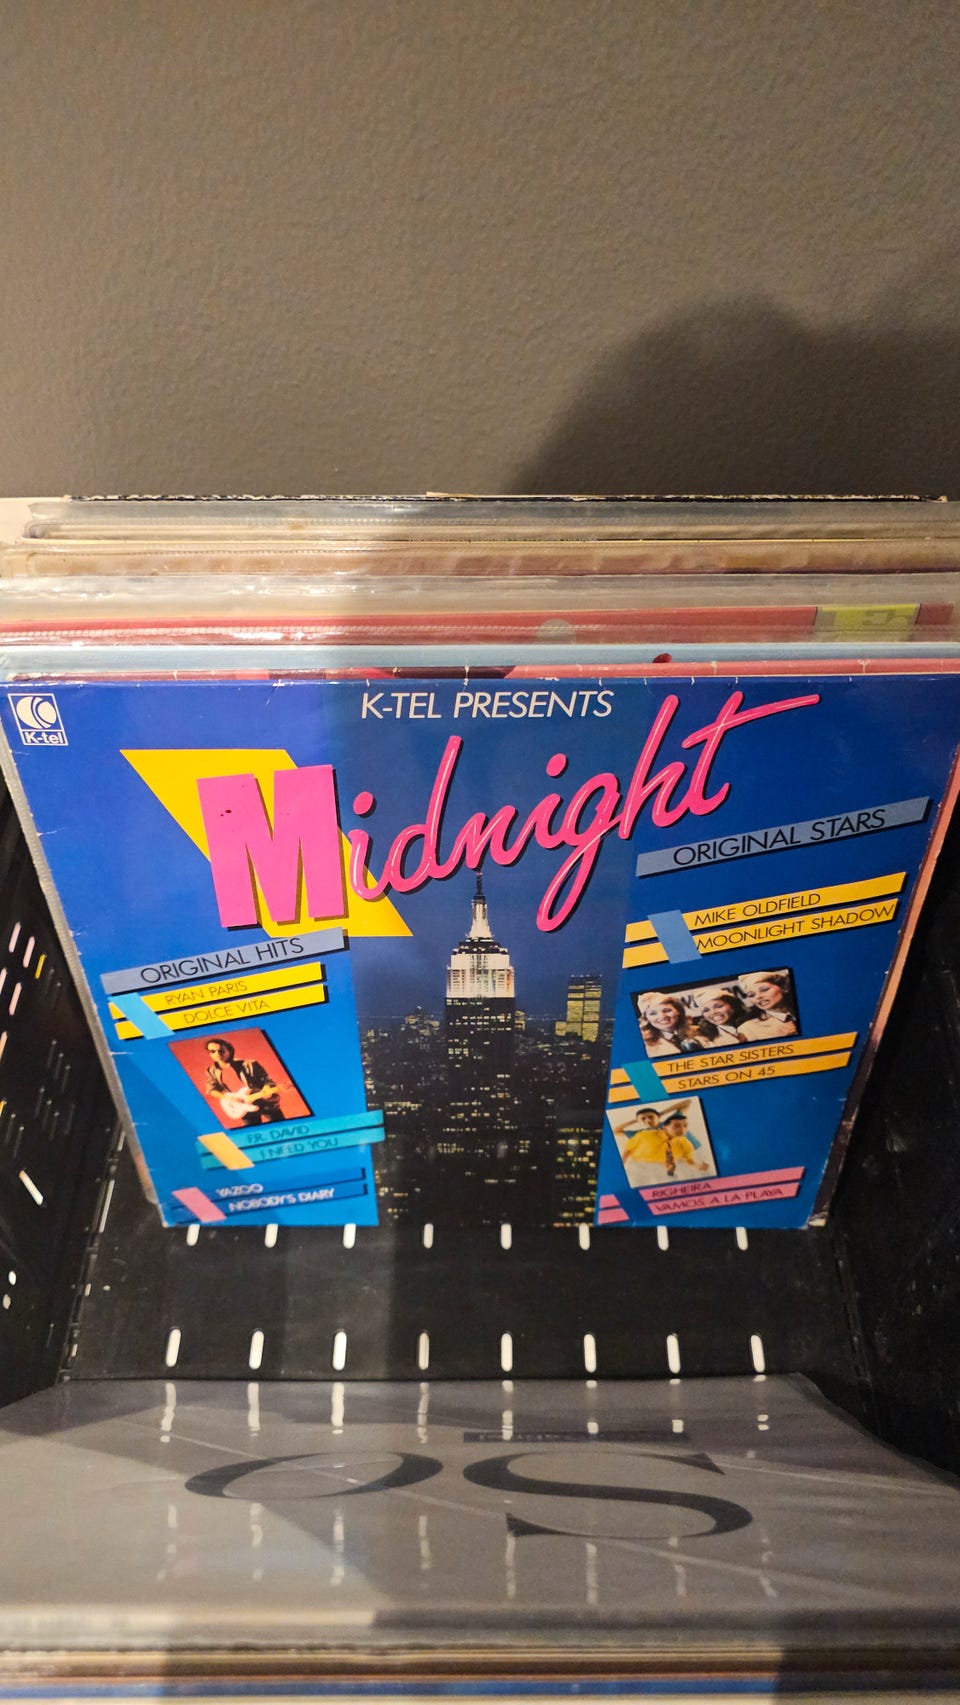 K-tel
K-TEL PRESENTS
Midnight
ORIGINAL STARS
MIKE OLDFIELD
MOONLIGHT SHADOW
ORIGINAL HITS
RYAN PARIS
DOLCE VITA
THE STAR SISTERS
STARS ON 45
F.R. DAVID
I NEED YOU
YAZOO
NOBODY'S DIARY
RIGHEIRA
VAMOS A LA PLAYA
SO